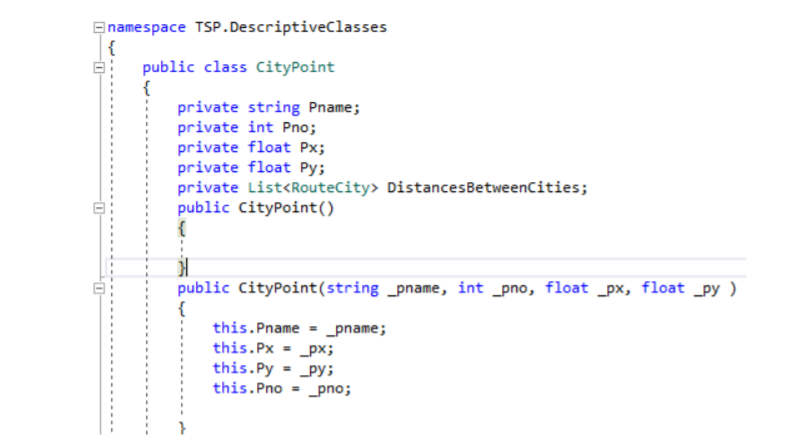 namespace TSP.DescriptiveClasses
{
public class CityPoint
{
private string Pname;
private int Pno;
private float Px;
private float Py;
private List<RouteCity> DistancesBetweenCities;
public CityPoint()
{
}
public CityPoint(string _pname, int _pno, float _px, float _py )
{
this.Pname = _pname;
this.Px = _px;
this.Py = _py;
this.Pno = _pno;
}